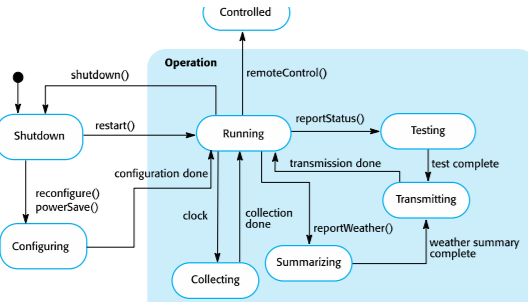 Controlled
Operation
shutdown()
remoteControl()
Shutdown
restart()
Running
reportStatus()
Testing
transmission done
test complete
configuration done
reconfigure()
powerSave()
Transmitting
clock
collection
done
reportWeather()
weather summary
complete
Configuring
Collecting
Summarizing